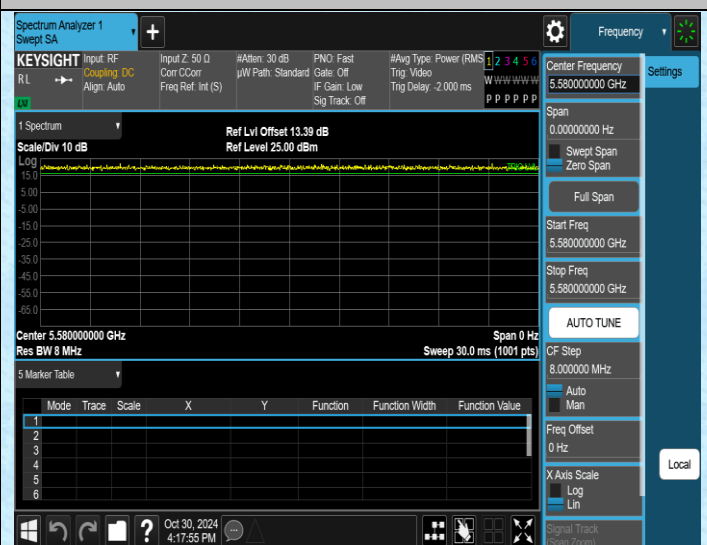 Spectrum Analyzer 1
Swept SA
Frequency
KEYSIGHT
RL
LXI
Input: RF
Coupling: DC
Align: Auto
Input Z: 50 Ω
Corr CCorr
Freq Ref: Int (S)
#Atten: 30 dB
µW Path: Standard
PNO: Fast
Gate: Off
IF Gain: Low
Sig Track: Off
#Avg Type: Power (RMS
Trig: Video
Trig Delay: -2.000 ms
1 2 3 4 5 6
W W W W W W
P P P P P P
1 Spectrum
Scale/Div 10 dB
Ref Lvl Offset 13.39 dB
Ref Level 25.00 dBm
Log
15.0
5.00
-5.00
-15.0
-25.0
-35.0
-45.0
-55.0
-65.0
Center 5.580000000 GHz
Span 0 Hz
Res BW 8 MHz
Sweep 30.0 ms (1001 pts)
5 Marker Table
Mode Trace Scale X Y Function Function Width Function Value
1
2
3
4
5
6
?
Oct 30, 2024
4:17:55 PM
Center Frequency
5.580000000 GHz
Settings
Span
0.00000000 Hz
Swept Span
Zero Span
Full Span
Start Freq
5.580000000 GHz
Stop Freq
5.580000000 GHz
AUTO TUNE
CF Step
8.000000 MHz
Auto
Man
Freq Offset
0 Hz
X Axis Scale
Log
Lin
Signal Track
(Span Zoom)
Local